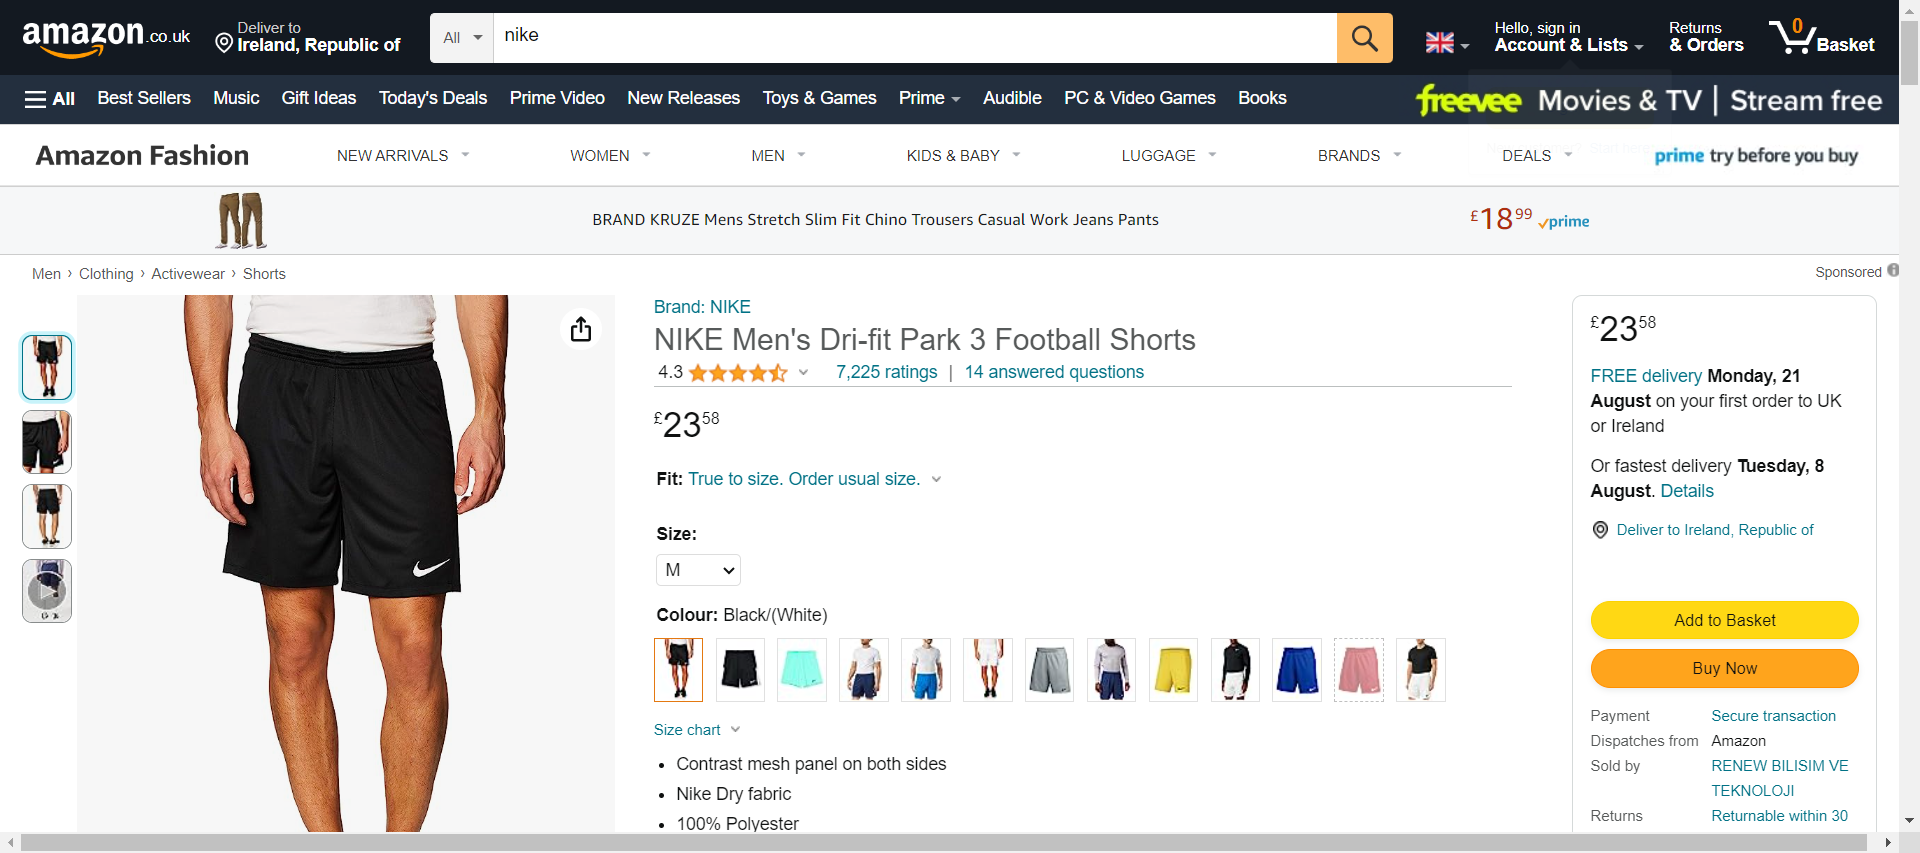 amazon.co.uk
Deliver to
Ireland, Republic of
All
nike
Hello, sign in
Account & Lists
Returns
& Orders
0
Basket
All
Best Sellers
Music
Gift Ideas
Today's Deals
Prime Video
New Releases
Toys & Games
Prime
Audible
PC & Video Games
Books
freevee Movies & TV | Stream free
Amazon Fashion
NEW ARRIVALS
WOMEN
MEN
KIDS & BABY
LUGGAGE
BRANDS
DEALS
prime try before you buy
BRAND KRUZE Mens Stretch Slim Fit Chino Trousers Casual Work Jeans Pants
£18 99 prime
Men › Clothing › Activewear › Shorts
Sponsored
Brand: NIKE
NIKE Men's Dri-fit Park 3 Football Shorts
4.3
7,225 ratings | 14 answered questions
£23 58
Fit: True to size. Order usual size.
Size:
M
Colour: Black/(White)
Size chart
• Contrast mesh panel on both sides
• Nike Dry fabric
• 100% Polyester
£23 58
FREE delivery Monday, 21
August on your first order to UK
or Ireland
Or fastest delivery Tuesday, 8
August. Details
Deliver to Ireland, Republic of
Add to Basket
Buy Now
Payment
Secure transaction
Dispatches from
Amazon
Sold by
RENEW BILISIM VE
TEKNOLOJI
Returns
Returnable within 30